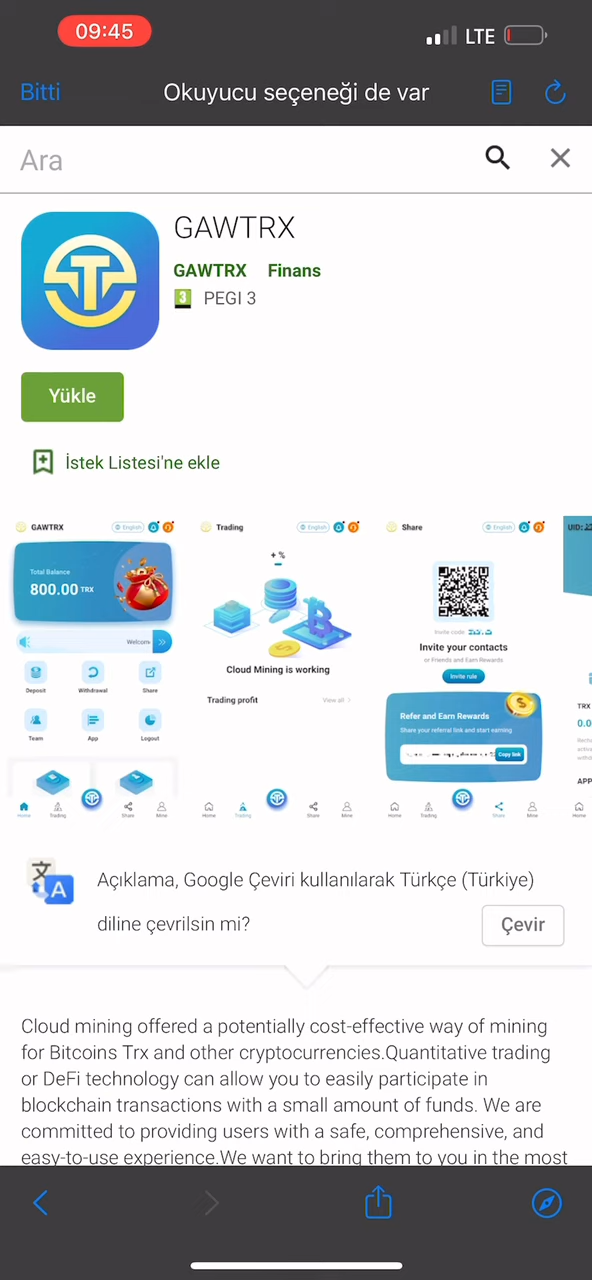 09:45
LTE
Bitti
Okuyucu seçeneği de var
Ara
GAWTRX
GAWTRX Finans
3 PEGI 3
Yükle
İstek Listesi'ne ekle
GAWTRX
English
Total Balance
800.00 TRX
Welcom
Deposit Withdrawal Share
Team App Logout
Home Trading Share Mine
Trading
English
+ %
Cloud Mining is working
Trading profit View all
Home Trading Share Mine
Share
English
Invite code:
Invite your contacts
or Friends and Earn Rewards
Invite rule
Refer and Earn Rewards
Share your referral link and start earning
Copy link
Home Trading Share Mine
UID:
TRX
0.0
APP
Home
Açıklama, Google Çeviri kullanılarak Türkçe (Türkiye)
diline çevrilsin mi?
Çevir
Cloud mining offered a potentially cost-effective way of mining
for Bitcoins Trx and other cryptocurrencies.Quantitative trading
or DeFi technology can allow you to easily participate in
blockchain transactions with a small amount of funds. We are
committed to providing users with a safe, comprehensive, and
easy-to-use experience.We want to bring them to you in the most